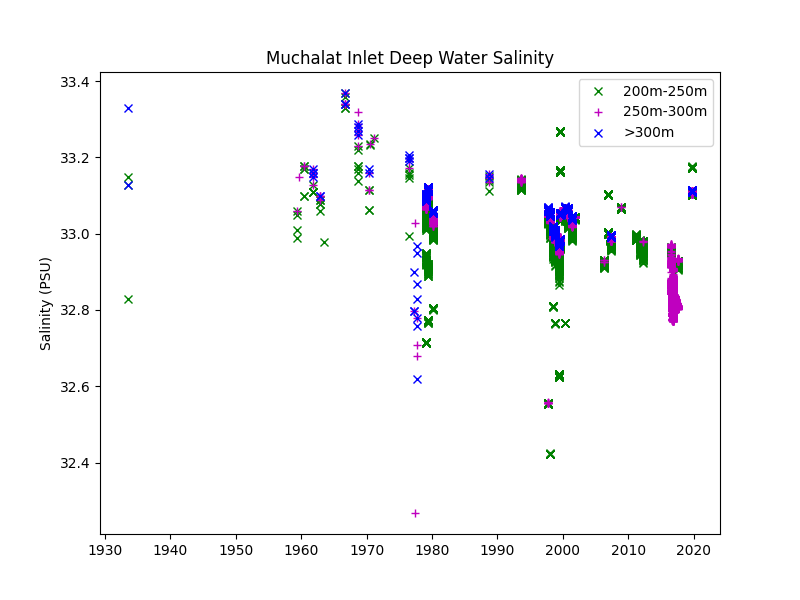 Muchalat Inlet Deep Water Salinity
200m-250m
250m-300m
>300m
Salinity (PSU)
33.4
33.2
33.0
32.8
32.6
32.4
1930 1940 1950 1960 1970 1980 1990 2000 2010 2020